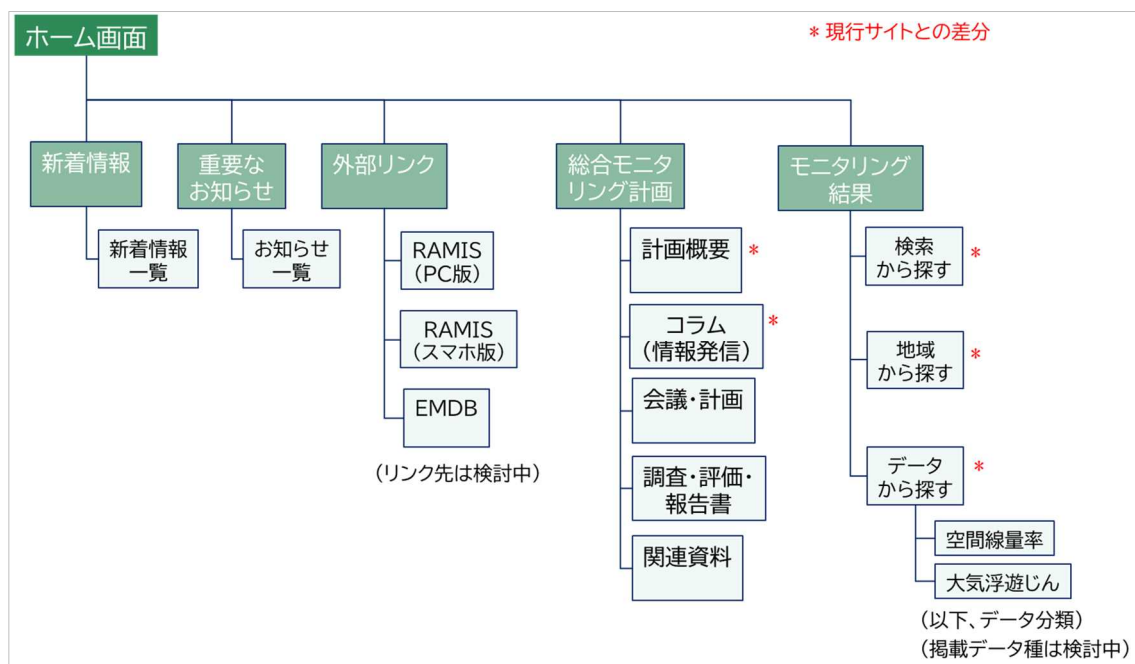 ホーム画面
* 現行サイトとの差分
新着情報
新着情報
一覧
重要な
お知らせ
お知らせ
一覧
外部リンク
RAMIS
(PC版)
RAMIS
(スマホ版)
EMDB
(リンク先は検討中)
総合モニタ
リング計画
計画概要 *
コラム *
(情報発信)
会議・計画
調査・評価・
報告書
関連資料
モニタリング
結果
検索
から探す *
地域
から探す *
データ *
から探す
空間線量率
大気浮遊じん
(以下、データ分類)
(掲載データ種は検討中)